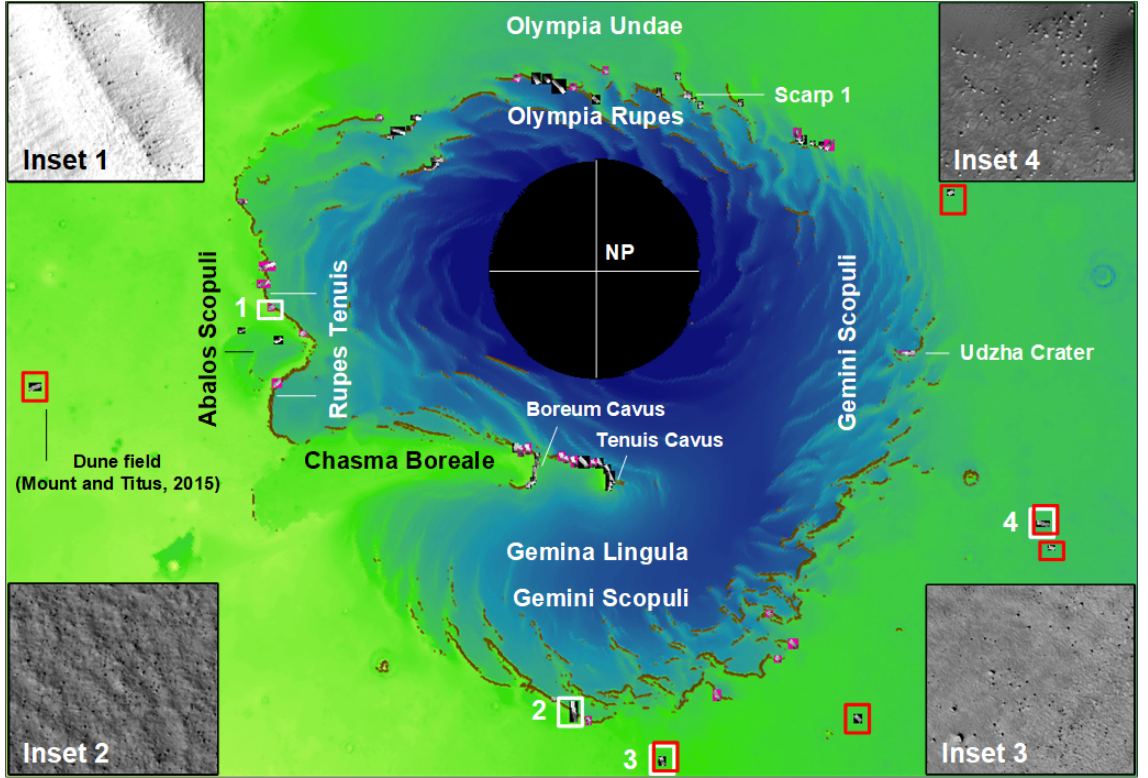 Olympia Undae
Inset 1
Scarp 1
Olympia Rupes
Inset 4
NP
Abalos Scopuli
Rupes Tenuis
Gemini Scopuli
1
Udzha Crater
Boreum Cavus
Tenuis Cavus
Chasma Boreale
Dune field
(Mount and Titus, 2015)
4
Gemina Lingula
Gemini Scopuli
2
3
Inset 2
Inset 3